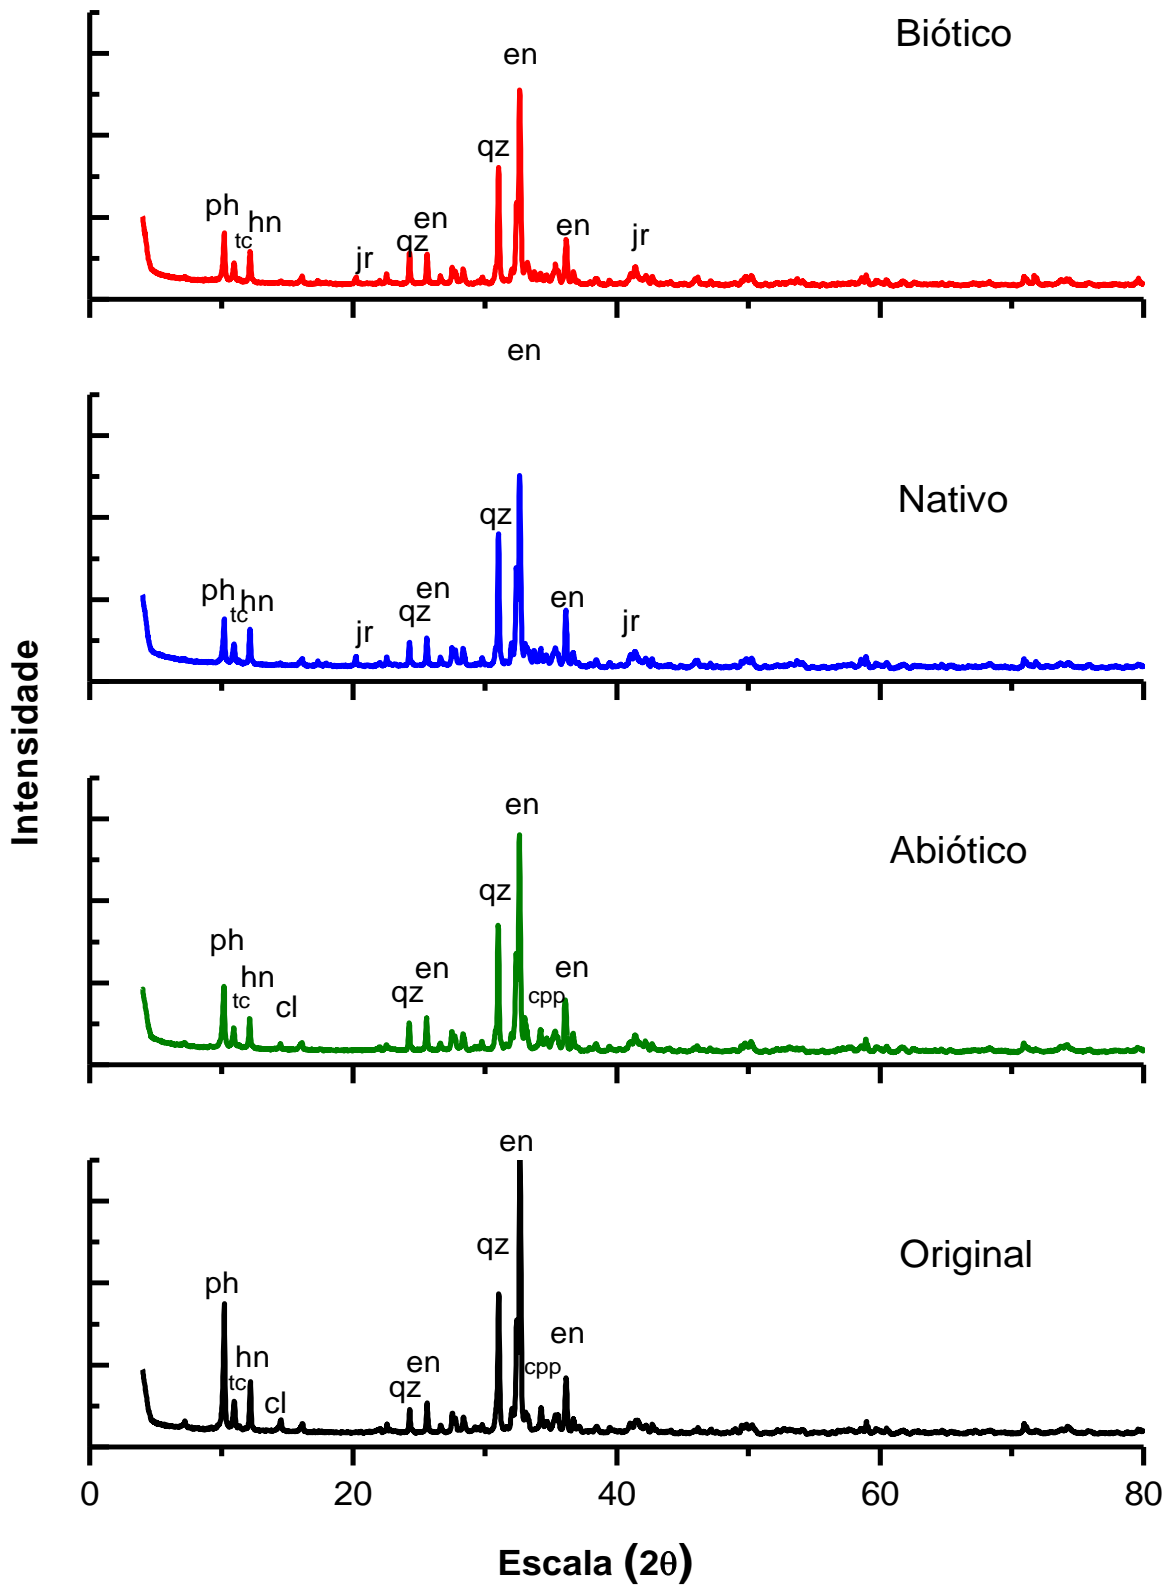 Biótico
en
qz
ph
tc
hn
jr
qz
en
en
jr
en
Nativo
qz
ph
tc
hn
jr
qz
en
en
jr
Intensidade
en
Abiótico
qz
ph
tc
hn
cl
qz
en
cpp
en
en
Original
qz
ph
tc
hn
cl
qz
en
cpp
en
0 20 40 60 80
Escala (2θ)